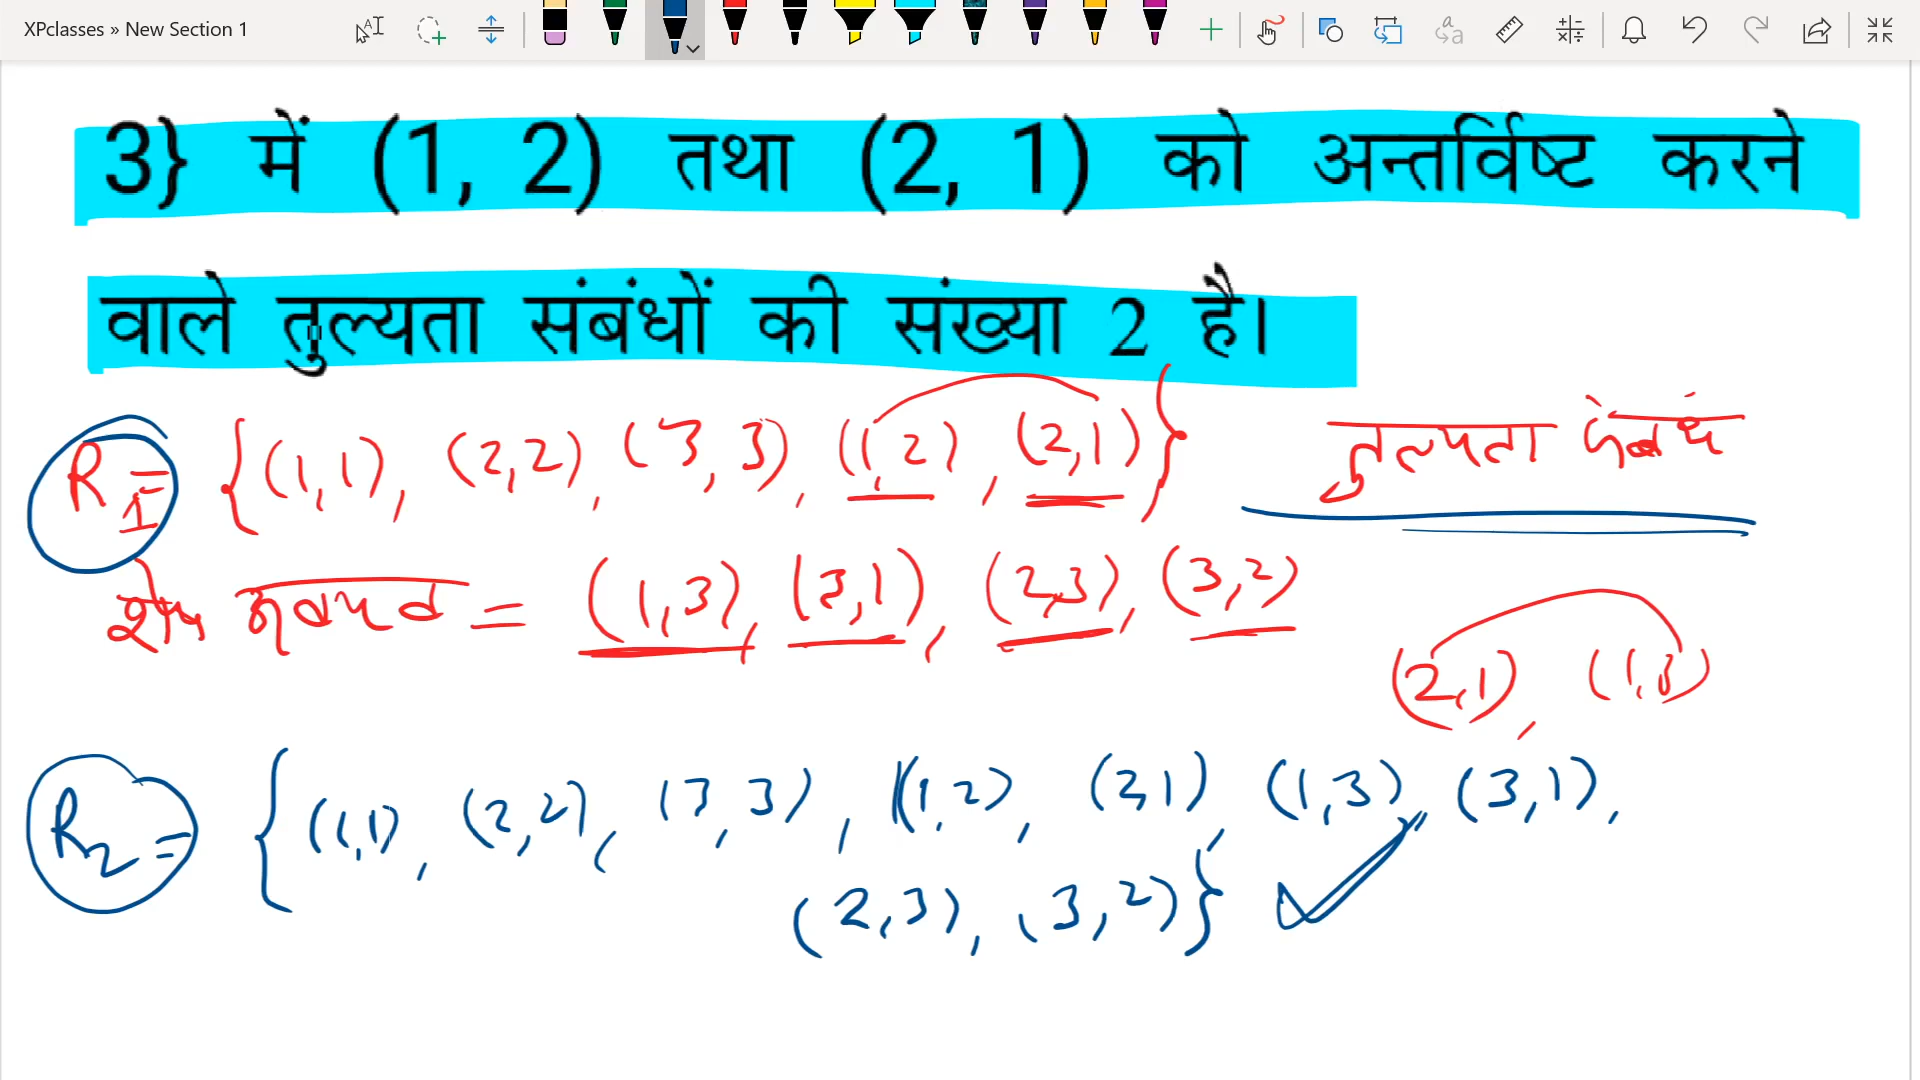 XPclasses » New Section 1
3} में (1, 2) तथा (2, 1) को अन्तर्विष्ट करने
वाले तुल्यता संबंधों की संख्या 2 है।
R1 = {(1,1), (2,2), (3,3), (1,2), (2,1)} तुल्यता संबंध
शेष अवयव = (1,3), (3,1), (2,3), (3,2)
(2,1), (1,3)
R2 = {(1,1), (2,2), (3,3), (1,2), (2,1), (1,3), (3,1),
(2,3), (3,2)}